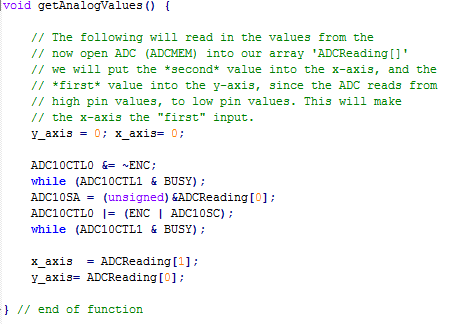 void getAnalogValues() {
// The following will read in the values from the
// now open ADC (ADCMEM) into our array 'ADCReading[]'
// we will put the *second* value into the x-axis, and the
// *first* value into the y-axis, since the ADC reads from
// high pin values, to low pin values. This will make
// the x-axis the "first" input.
y_axis = 0; x_axis= 0;
ADC10CTL0 &= ~ENC;
while (ADC10CTL1 & BUSY);
ADC10SA = (unsigned)&ADCReading[0];
ADC10CTL0 |= (ENC | ADC10SC);
while (ADC10CTL1 & BUSY);
x_axis  = ADCReading[1];
y_axis= ADCReading[0];
} // end of function